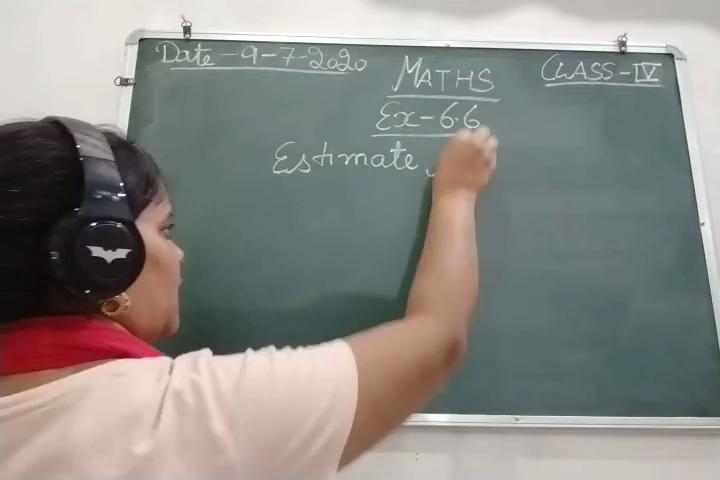 Date - 9 - 7 - 2020
MATHS
CLASS - IV
Ex - 6.6
Estimate